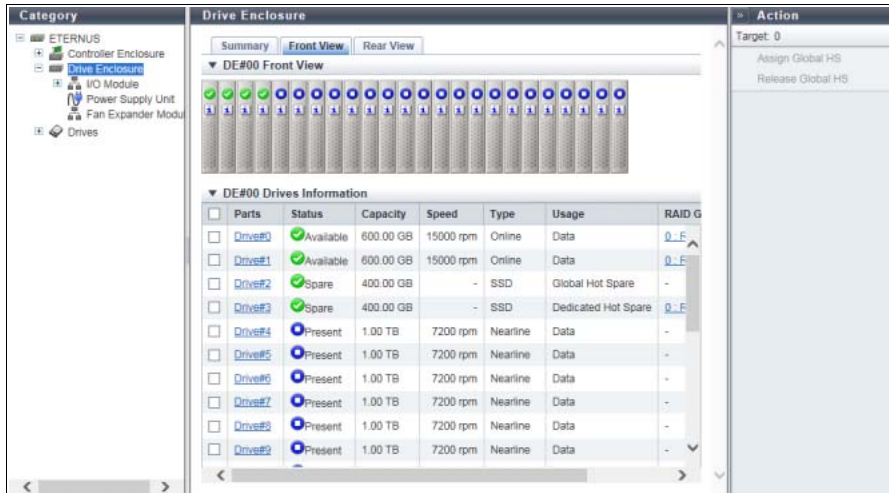 Category
ETERNUS
Controller Enclosure
Drive Enclosure
I/O Module
Power Supply Unit
Fan Expander Modul
Drives
Drive Enclosure
Summary Front View Rear View
DE#00 Front View
DE#00 Drives Information
Parts Status Capacity Speed Type Usage RAID G
Drive#0 Available 600.00 GB 15000 rpm Online Data 0 : F
Drive#1 Available 600.00 GB 15000 rpm Online Data 0 : F
Drive#2 Spare 400.00 GB - SSD Global Hot Spare -
Drive#3 Spare 400.00 GB - SSD Dedicated Hot Spare 0 : F
Drive#4 Present 1.00 TB 7200 rpm Nearline Data -
Drive#5 Present 1.00 TB 7200 rpm Nearline Data -
Drive#6 Present 1.00 TB 7200 rpm Nearline Data -
Drive#7 Present 1.00 TB 7200 rpm Nearline Data -
Drive#8 Present 1.00 TB 7200 rpm Nearline Data -
Drive#9 Present 1.00 TB 7200 rpm Nearline Data -
» Action
Target: 0
Assign Global HS
Release Global HS